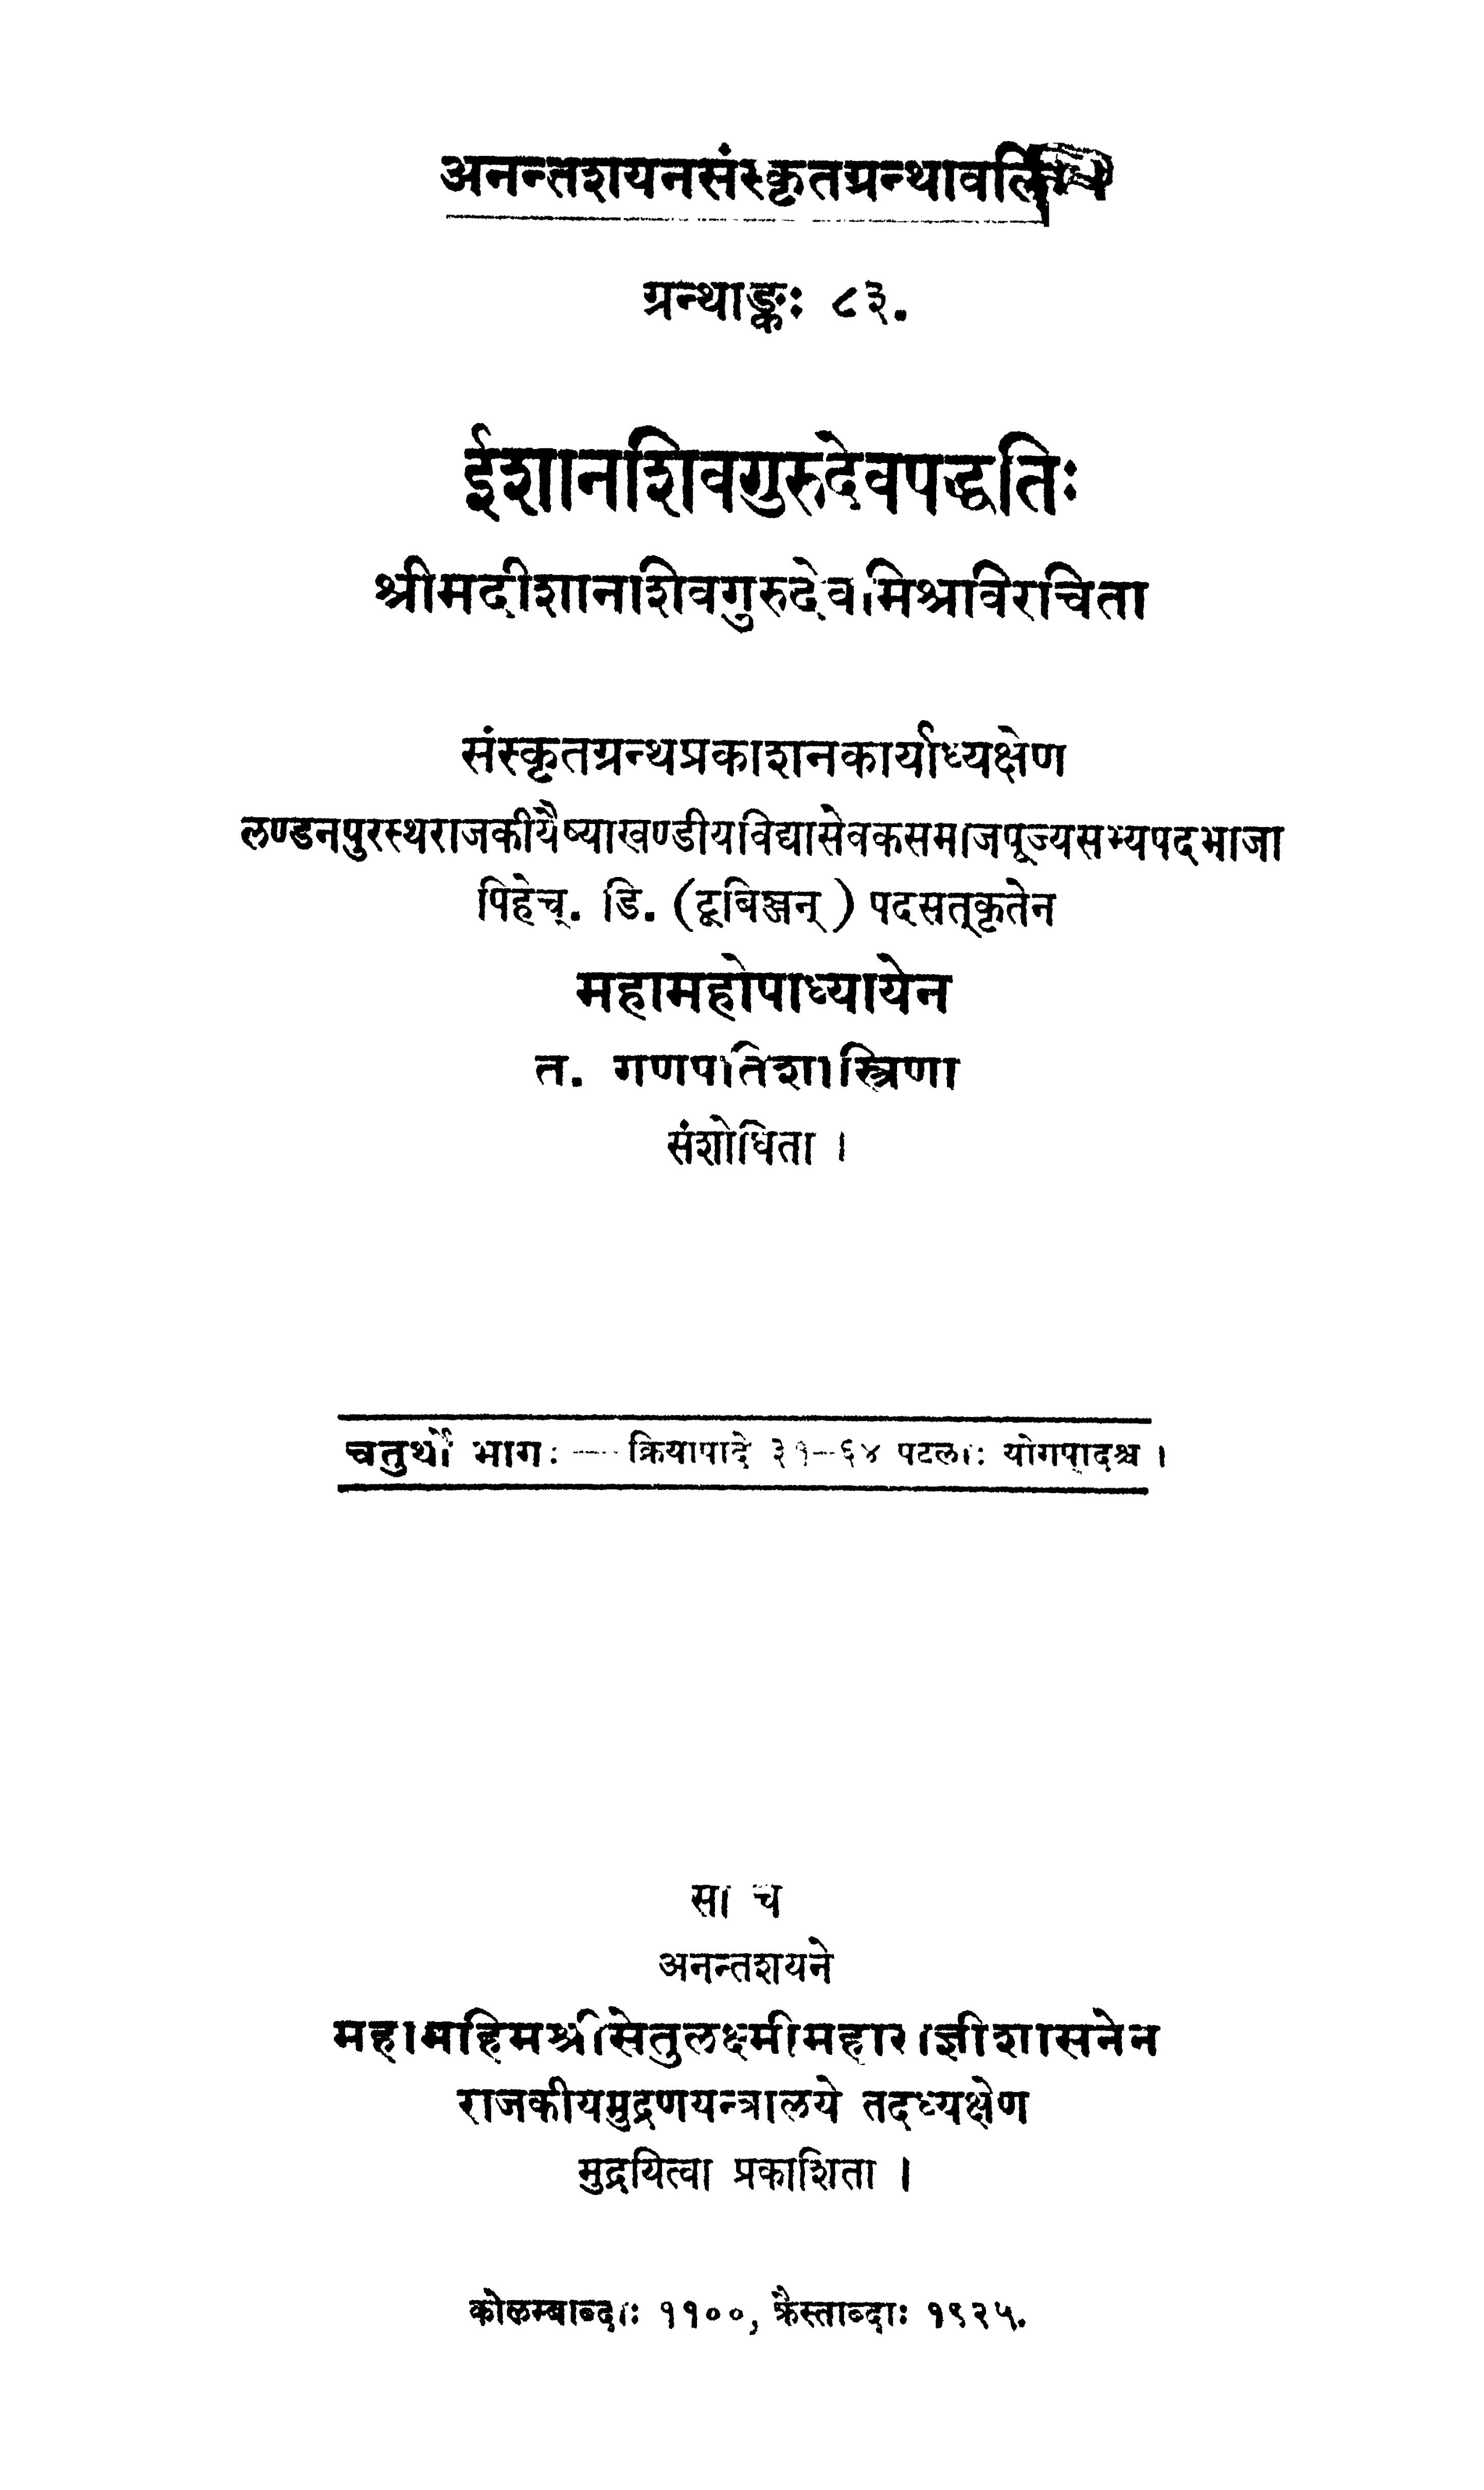 अनन्तशयनसंस्कृतग्रन्थावलिः
ग्रन्थाङ्कः ८३.
ईशानशिवगुरुदेवपद्धतिः
श्रीमदीशानशिवगुरुदेवमिश्रविरचिता
संस्कृतग्रन्थप्रकाशनकार्याध्यक्षेण
लण्डनपुरस्थराजकीयैष्याखण्डीयविद्यासेवकसमाजपूज्यसभ्यपदभाजा
पिहेच्. डि. (टूबिञ्जन्) पदसत्कृतेन
महामहोपाध्यायेन
त. गणपतिशास्त्रिणा
संशोधिता ।
चतुर्थो भागः — क्रियापादे ३१–६४ पटलाः योगपादश्च ।
सा च
अनन्तशयने
महामहिमश्रीसेतुलक्ष्मीमहाराज्ञीशासनेन
राजकीयमुद्रणयन्त्रालये तदध्यक्षेण
मुद्रयित्वा प्रकाशिता ।
कोलम्बाब्दाः ११००, क्रैस्ताब्दाः १९२५.